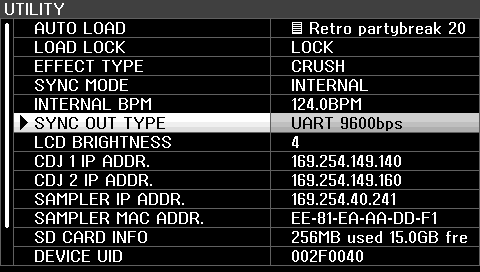 UTILITY
AUTO LOAD Retro partybreak 20
LOAD LOCK LOCK
EFFECT TYPE CRUSH
SYNC MODE INTERNAL
INTERNAL BPM 124.0BPM
SYNC OUT TYPE UART 9600bps
LCD BRIGHTNESS 4
CDJ 1 IP ADDR. 169.254.149.140
CDJ 2 IP ADDR. 169.254.149.160
SAMPLER IP ADDR. 169.254.40.241
SAMPLER MAC ADDR. EE-81-EA-AA-DD-F1
SD CARD INFO 256MB used 15.0GB fre
DEVICE UID 002F0040